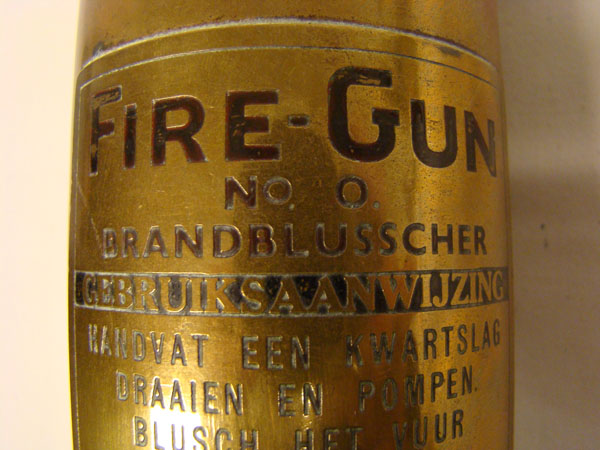 FIRE-GUN
NO. O.
BRANDBLUSSCHER
GEBRUIKSAANWIJZING
HANDVAT EEN KWARTSLAG
DRAAIEN EN POMPEN.
BLUSCH HET VUUR